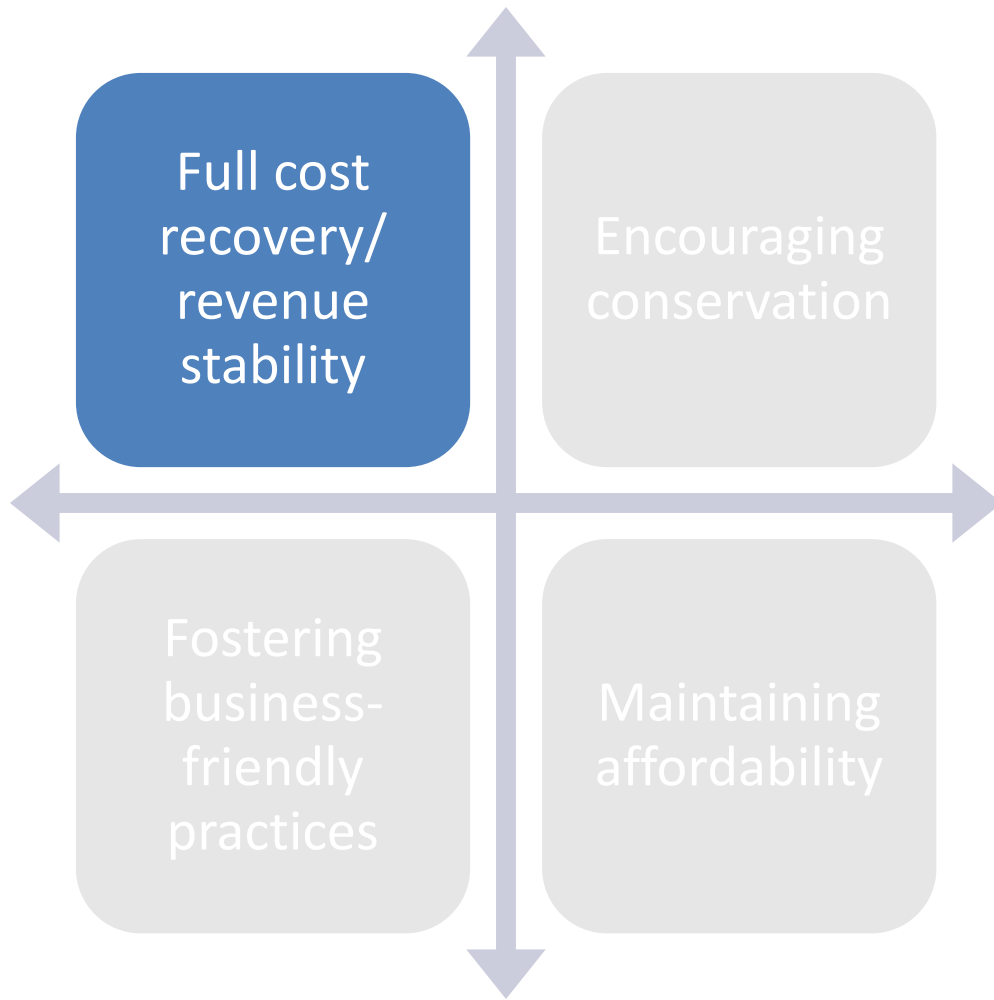 Full cost
recovery/
revenue
stability
Encouraging
conservation
Fostering
business-
friendly
practices
Maintaining
affordability